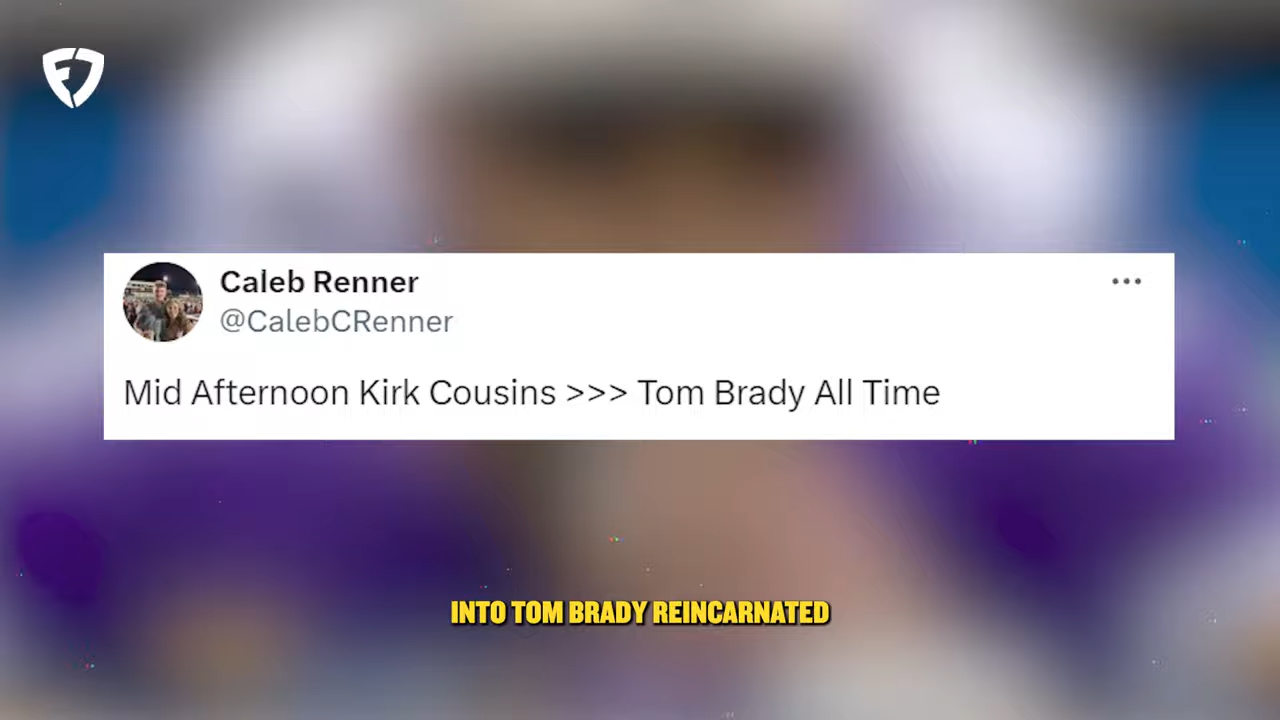 Caleb Renner
@CalebCRenner
Mid Afternoon Kirk Cousins >>> Tom Brady All Time
INTO TOM BRADY REINCARNATED